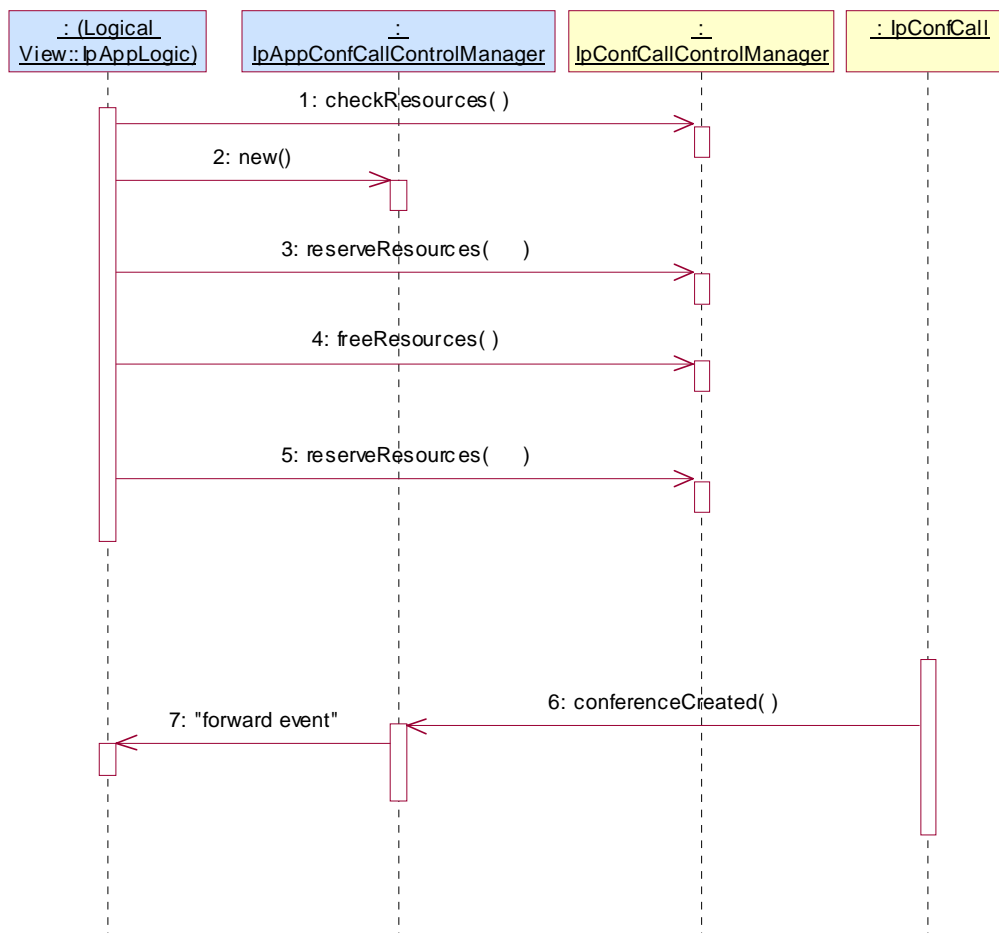 : (Logical
View::IpAppLogic)
:
IpAppConfCallControlManager
:
IpConfCallControlManager
: IpConfCall
1: checkResources( )
2: new()
3: reserveResources( )
4: freeResources( )
5: reserveResources( )
6: conferenceCreated( )
7: "forward event"